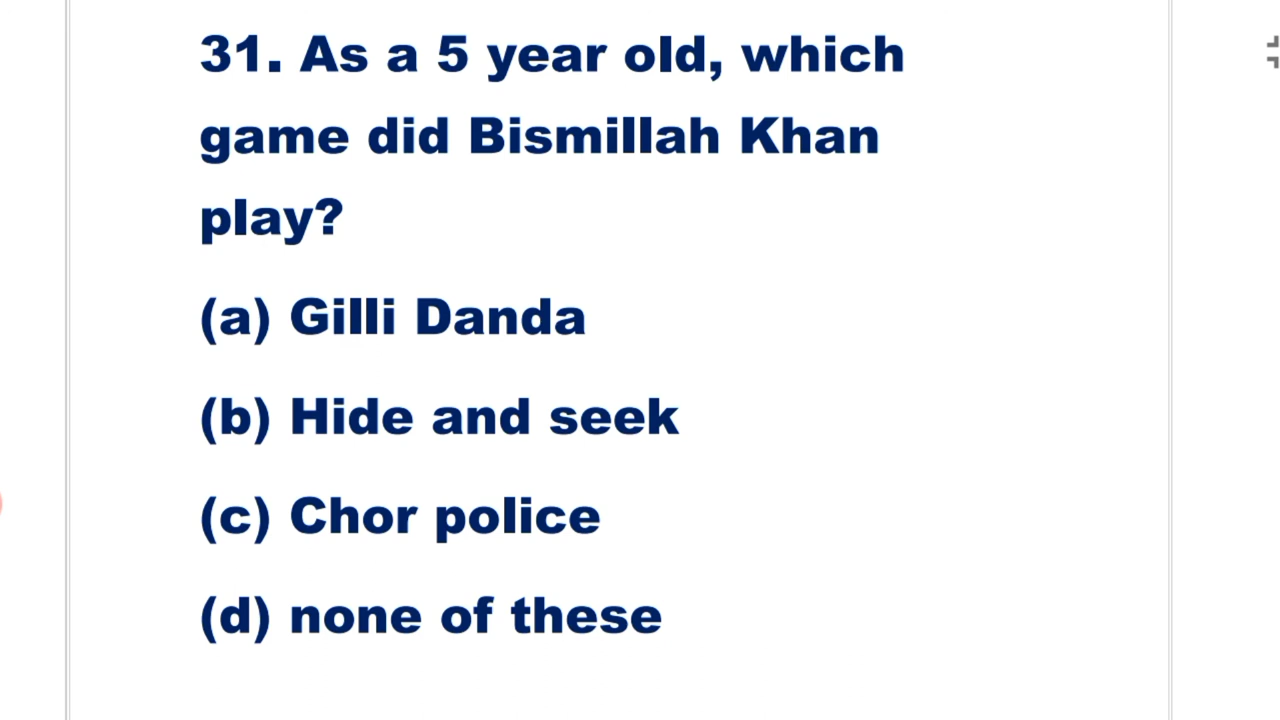 31. As a 5 year old, which
game did Bismillah Khan
play?
(a) Gilli Danda
(b) Hide and seek
(c) Chor police
(d) none of these